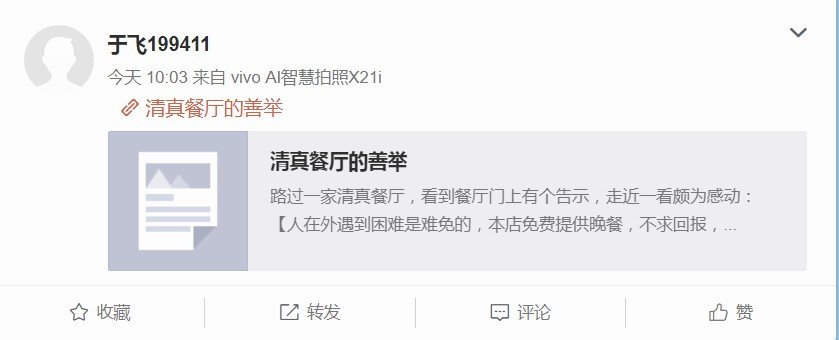 于飞199411
今天 10:03 来自 vivo AI智慧拍照X21i
清真餐厅的善举
清真餐厅的善举
路过一家清真餐厅，看到餐厅门上有个告示，走近一看颇为感动：
【人在外遇到困难是难免的，本店免费提供晚餐，不求回报，...
收藏 转发 评论 赞